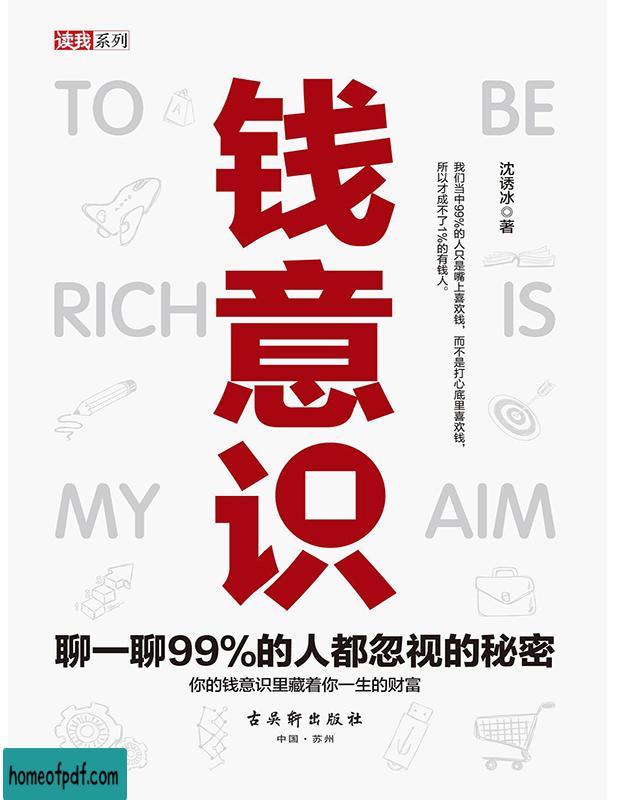 读我系列
TO BE
钱意识
沈诱冰◎著
我们当中99%的人只是嘴上喜欢钱，而不是打心底里喜欢钱，
所以才成不了1%的有钱人。
RICH IS
MY AIM
聊一聊99%的人都忽视的秘密
你的钱意识里藏着你一生的财富
古吴轩出版社
中国·苏州
homeofpdf.com